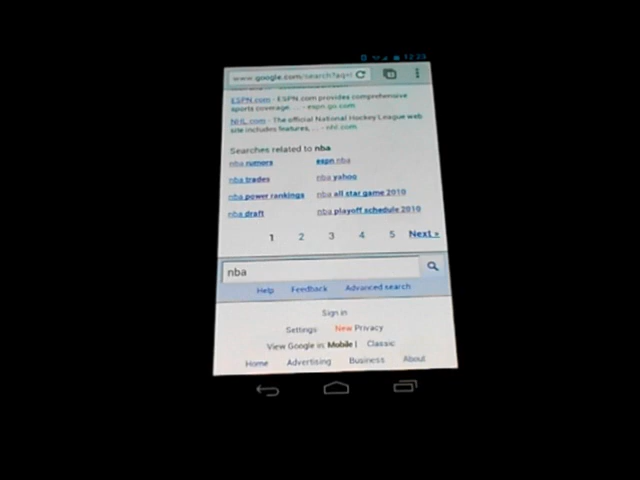 12:33
www.google.com/search?aq=f
ESPN.com - ESPN.com provides comprehensive
sports coverage. ... - espn.go.com
NHL.com - The official National Hockey League web
site includes features, ... - nhl.com
Searches related to nba
nba rumors espn nba
nba trades nba yahoo
nba power rankings nba all star game 2010
nba draft nba playoff schedule 2010
1 2 3 4 5 Next »
nba
Help Feedback Advanced search
Sign in
Settings New Privacy
View Google in: Mobile | Classic
Home Advertising Business About